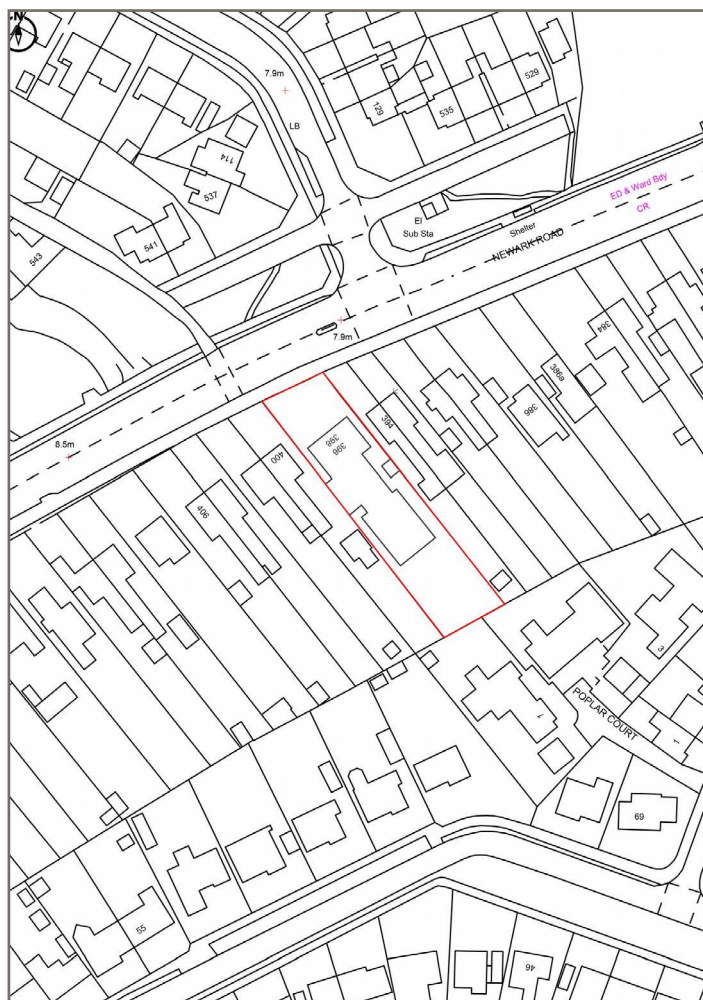 N
7.9m
529
129
535
LB
114
537
ED & Ward Bdy
CR
El
Sub Sta
Shelter
NEWARK ROAD
541
543
7.9m
384
386a
386
394
398
396
8.5m
400
406
3
POPLAR COURT
1
1
69
55
46